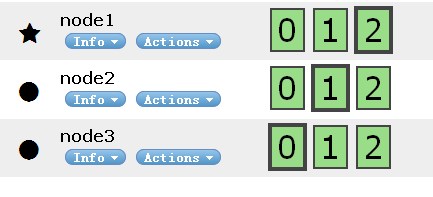 node1 0 1 2
Info Actions
node2 0 1 2
Info Actions
node3 0 1 2
Info Actions